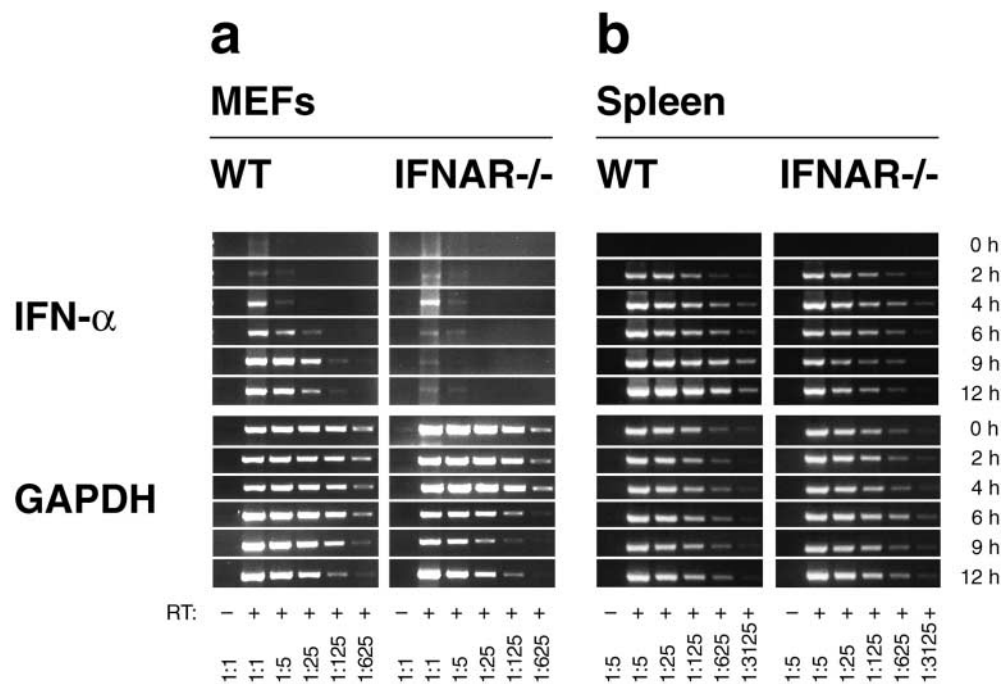 a b
MEFs Spleen
WT IFNAR-/- WT IFNAR-/-
0 h
2 h
IFN-α 4 h
6 h
9 h
12 h
0 h
2 h
GAPDH 4 h
6 h
9 h
12 h
RT: – + + + + + – + + + + + – + + + + + – + + + + +
1:1 1:1 1:5 1:25 1:125 1:625 1:1 1:1 1:5 1:25 1:125 1:625 1:5 1:5 1:25 1:125 1:625 1:3125 1:5 1:5 1:25 1:125 1:625 1:3125